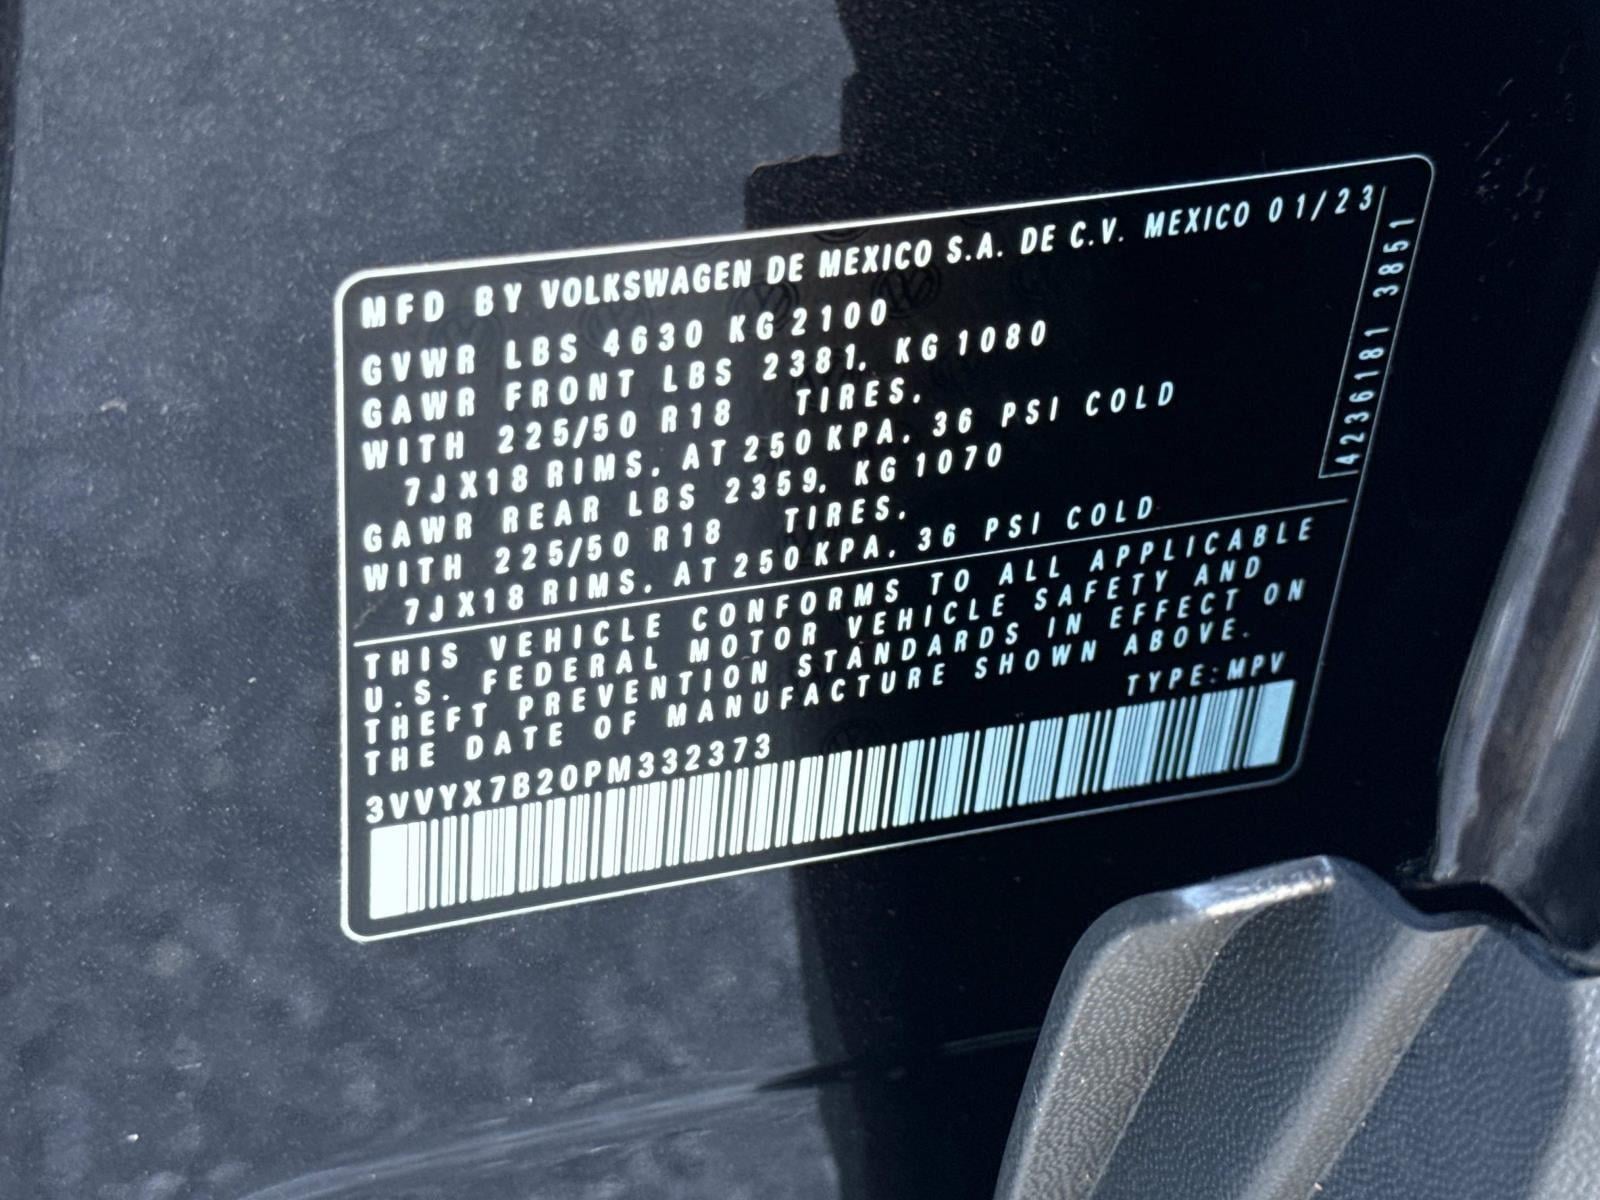 MFD BY VOLKSWAGEN DE MEXICO S.A. DE C.V. MEXICO 01/23
GVWR LBS 4630 KG 2100
GAWR FRONT LBS 2381, KG 1080
WITH 225/50 R18 TIRES,
7JX18 RIMS, AT 250 KPA, 36 PSI COLD
GAWR REAR LBS 2359, KG 1070
WITH 225/50 R18 TIRES,
7JX18 RIMS, AT 250 KPA, 36 PSI COLD
4236181 3851
THIS VEHICLE CONFORMS TO ALL APPLICABLE
U.S. FEDERAL MOTOR VEHICLE SAFETY AND
THEFT PREVENTION STANDARDS IN EFFECT ON
THE DATE OF MANUFACTURE SHOWN ABOVE.
TYPE: MPV
3VVYX7B20PM332373